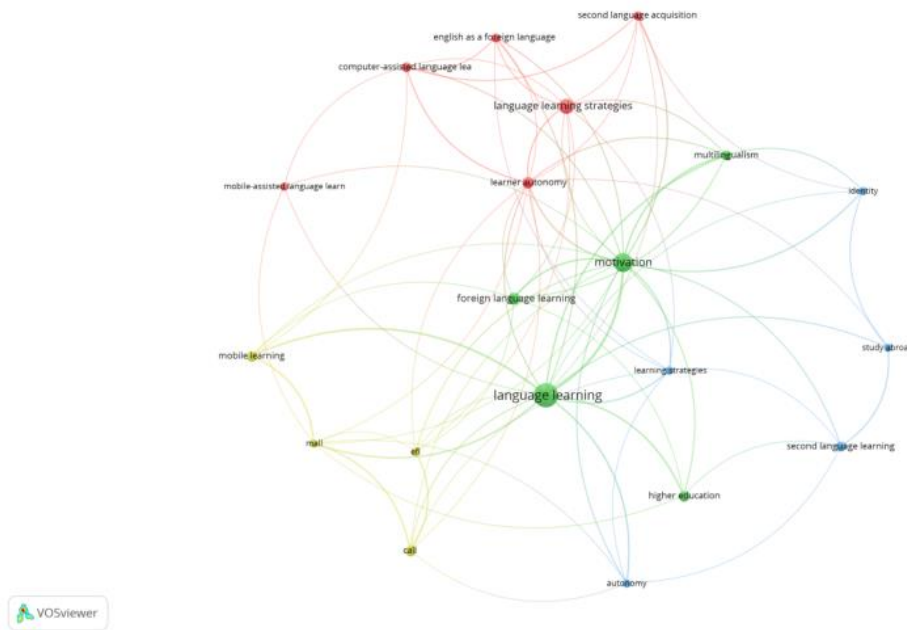 second language acquisition
english as a foreign language
computer-assisted language lea
language learning strategies
multilingualism
mobile-assisted language learn
learner autonomy
identity
motivation
foreign language learning
mobile learning
study abroa
learning strategies
language learning
mall
efl
second language learning
higher education
call
autonomy
VOSviewer